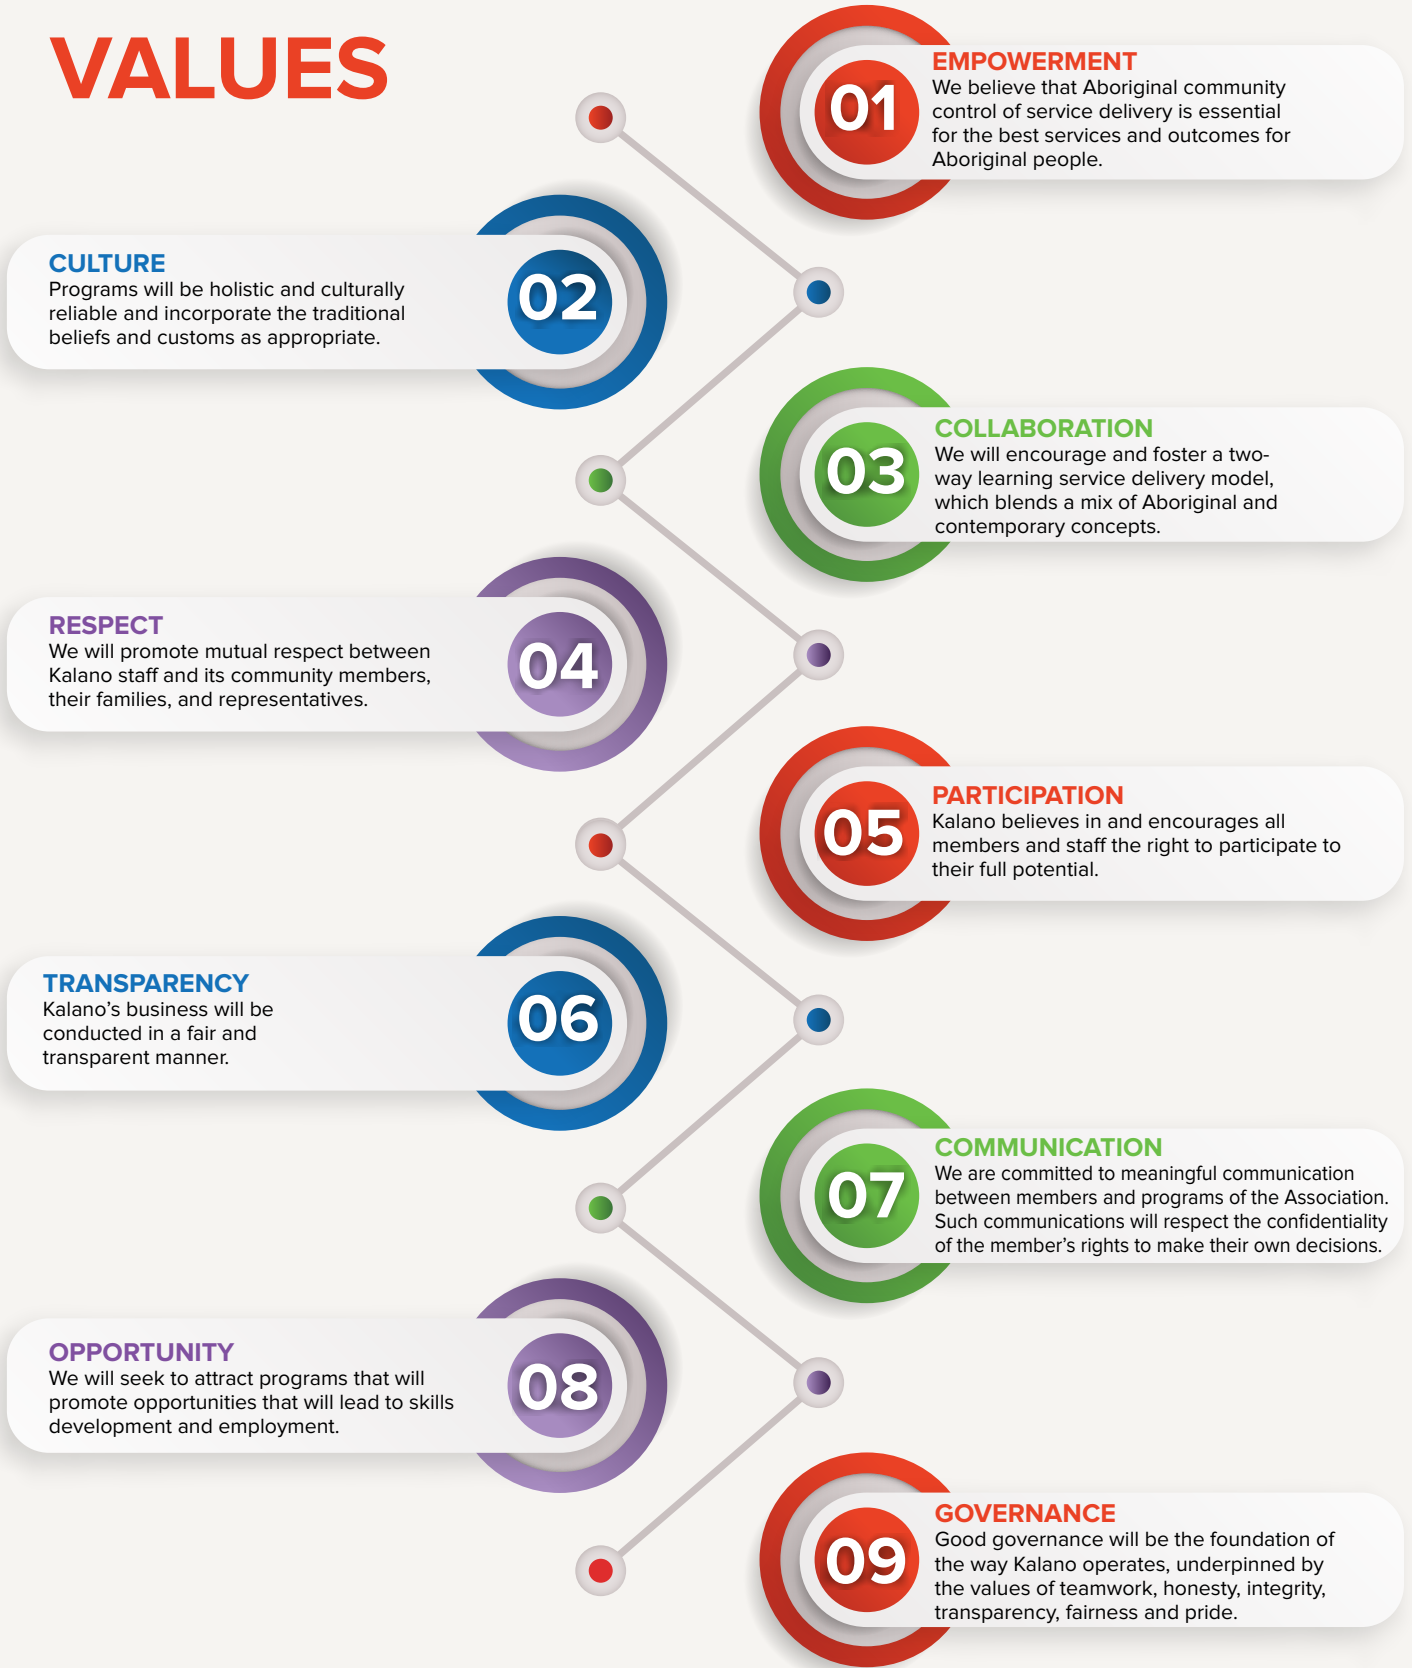 VALUES
01
EMPOWERMENT
We believe that Aboriginal community
control of service delivery is essential
for the best services and outcomes for
Aboriginal people.
CULTURE
Programs will be holistic and culturally
reliable and incorporate the traditional
beliefs and customs as appropriate.
02
03
COLLABORATION
We will encourage and foster a two-
way learning service delivery model,
which blends a mix of Aboriginal and
contemporary concepts.
RESPECT
We will promote mutual respect between
Kalano staff and its community members,
their families, and representatives.
04
05
PARTICIPATION
Kalano believes in and encourages all
members and staff the right to participate to
their full potential.
TRANSPARENCY
Kalano’s business will be
conducted in a fair and
transparent manner.
06
07
COMMUNICATION
We are committed to meaningful communication
between members and programs of the Association.
Such communications will respect the confidentiality
of the member’s rights to make their own decisions.
OPPORTUNITY
We will seek to attract programs that will
promote opportunities that will lead to skills
development and employment.
08
09
GOVERNANCE
Good governance will be the foundation of
the way Kalano operates, underpinned by
the values of teamwork, honesty, integrity,
transparency, fairness and pride.